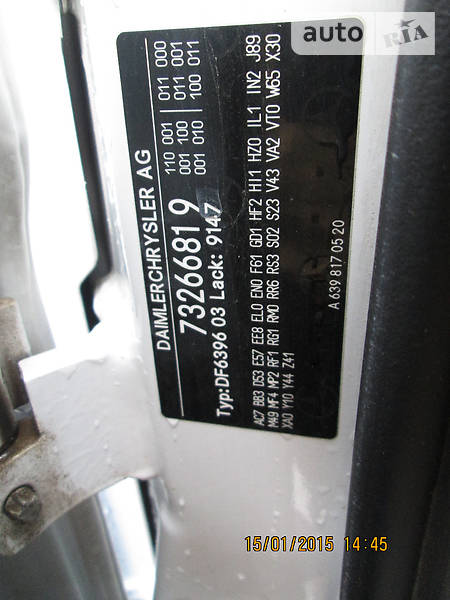 auto RIA
DAIMLERCHRYSLER AG
73266819
110 001 011 000
001 100 011 001
001 010 100 011
Typ:DF6396 03 Lack: 9147
AC7 BB3 D53 E57 EE8 EL0 EN0 F61 GD1 HF2 HI1 HZ0 IL1 IN2 J89
M49 MF4 MP2 RF1 RG1 RM0 RR6 RS3 S02 S23 V43 VA2 VT0 W65 X30
XA0 Y10 Y44 Z41
A 639 817 05 20
15/01/2015 14:45